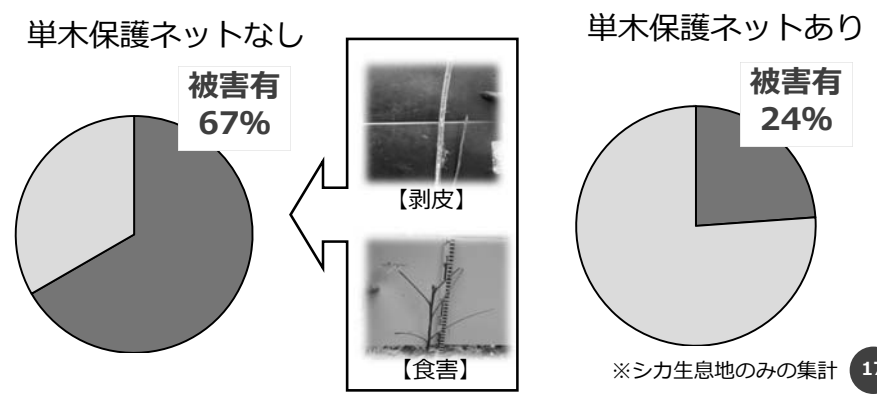 単木保護ネットなし
被害有
67%
【剥皮】
【食害】
単木保護ネットあり
被害有
24%
※シカ生息地のみの集計
17